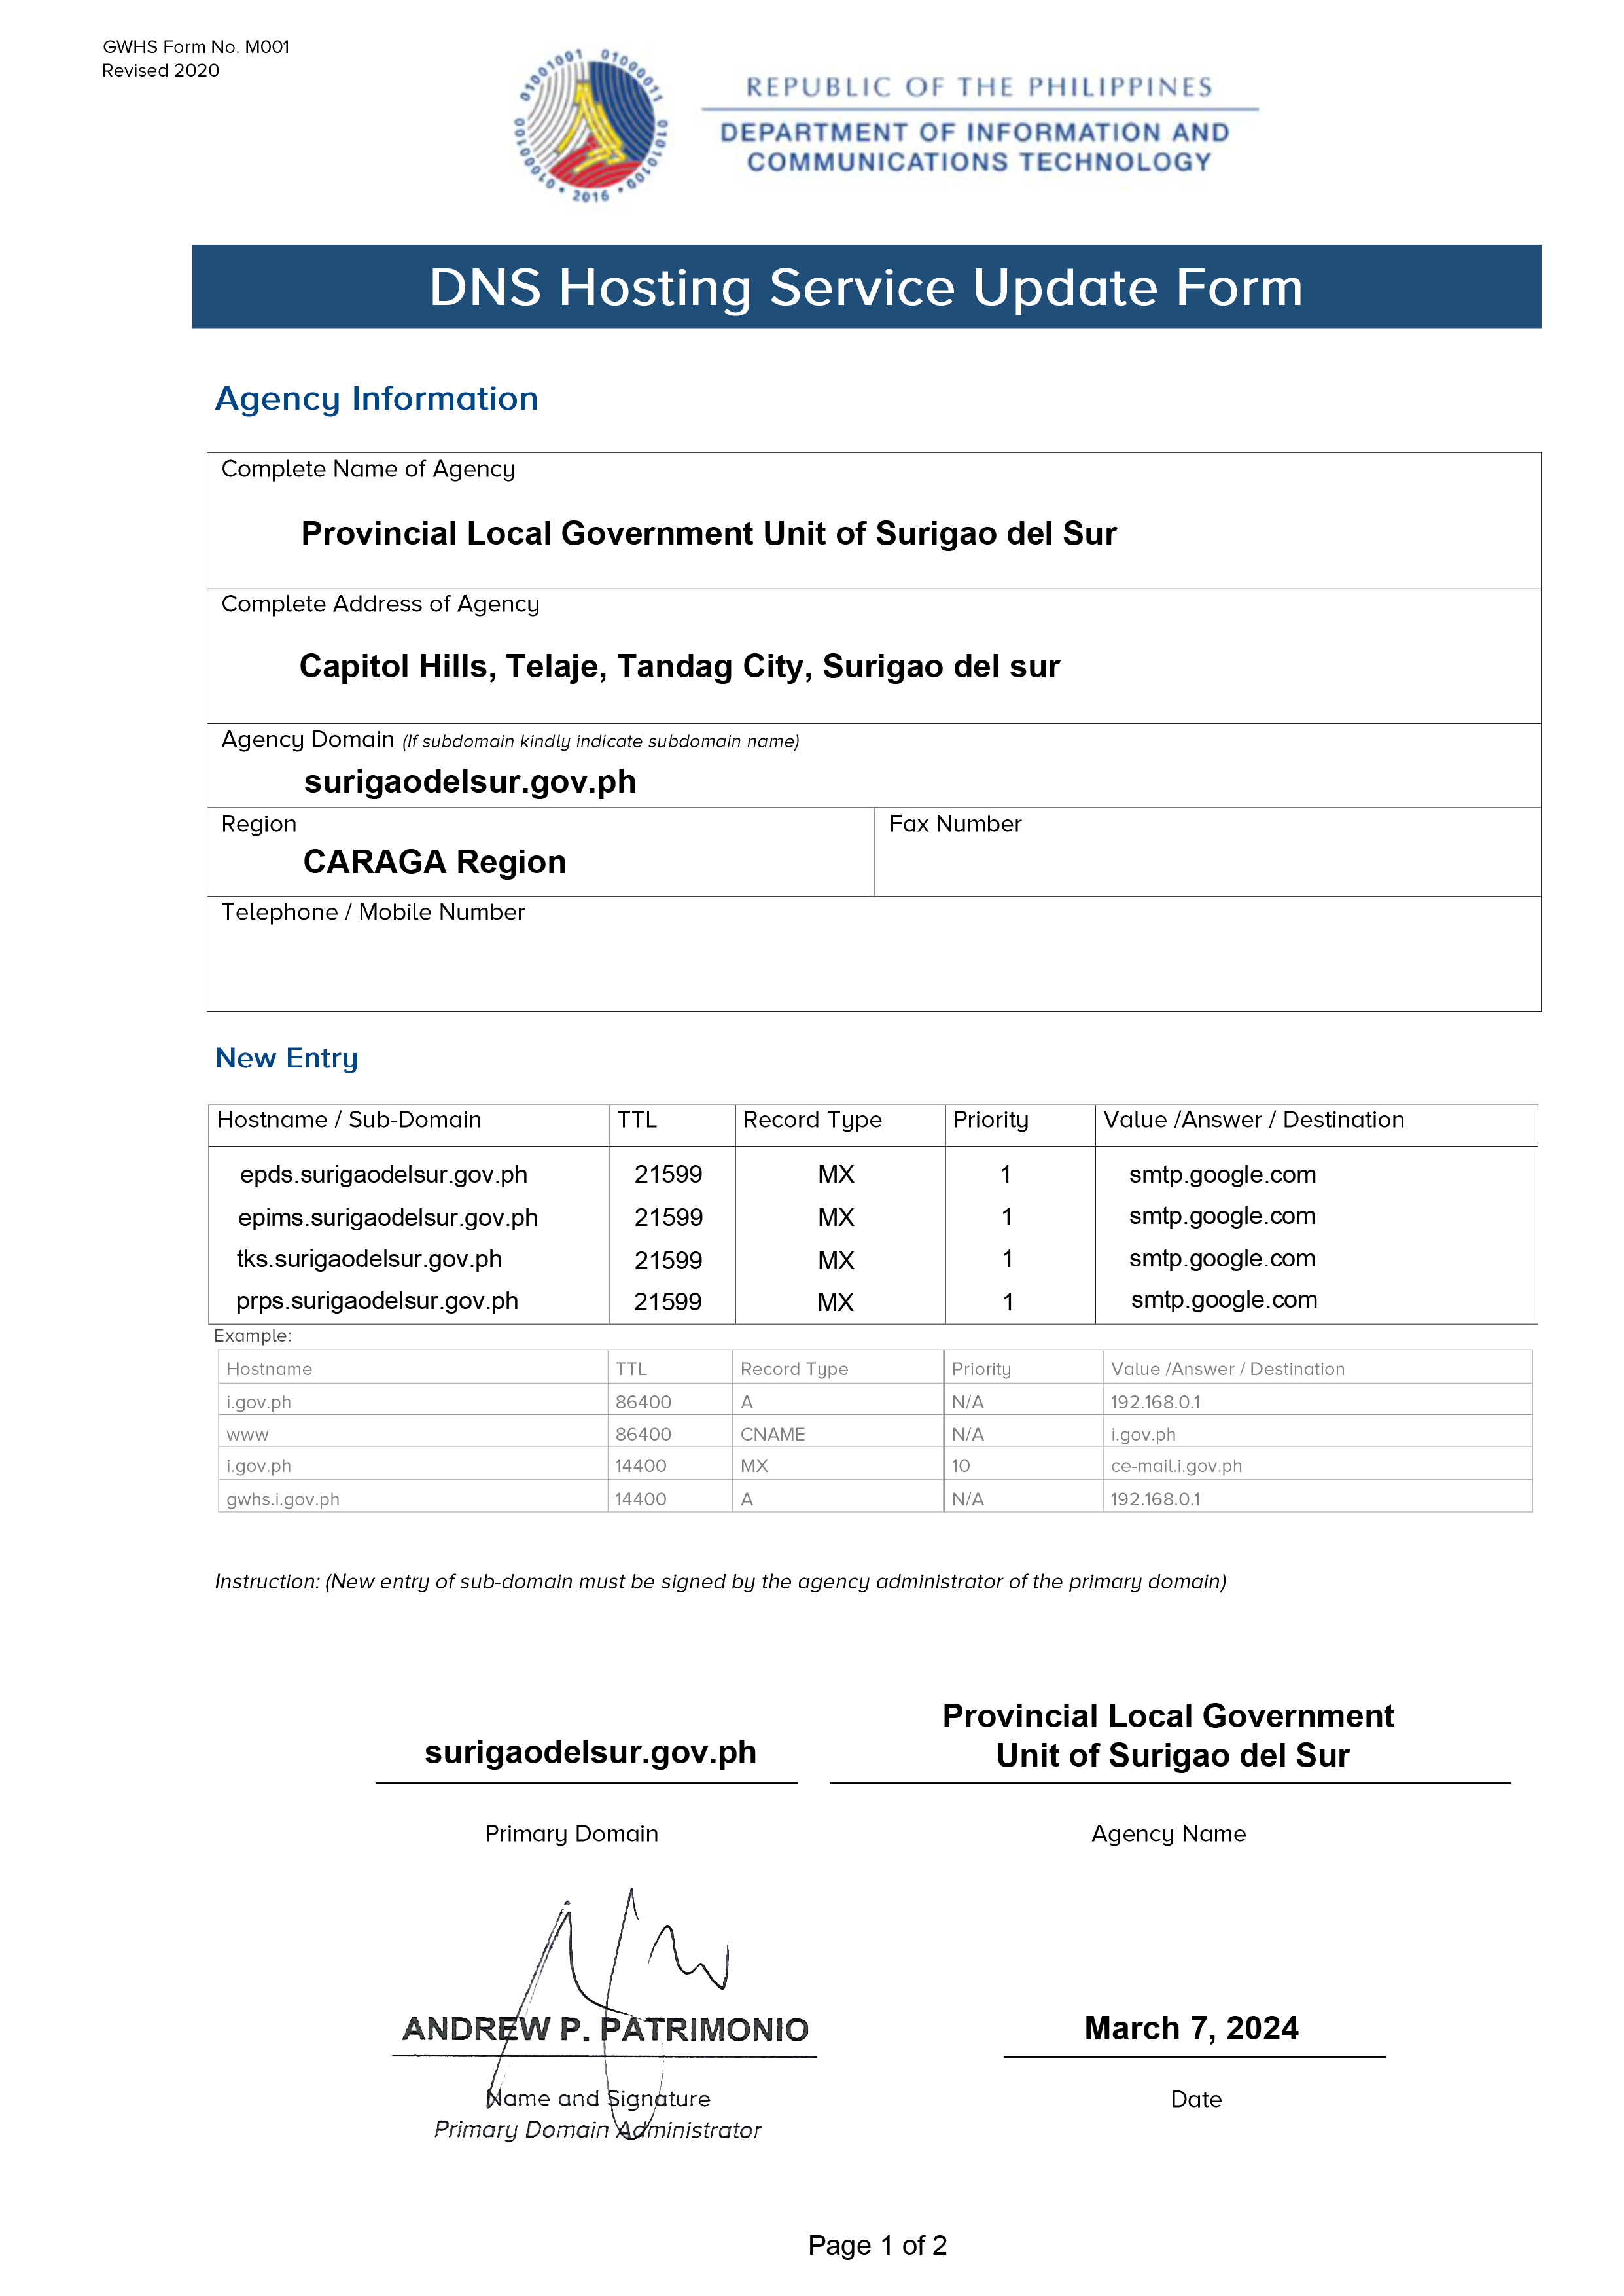 GWHS Form No. M001
Revised 2020
01001001 01000011 01010100 01000100 • 2016 •
REPUBLIC OF THE PHILIPPINES
DEPARTMENT OF INFORMATION AND
COMMUNICATIONS TECHNOLOGY
DNS Hosting Service Update Form
Agency Information
Complete Name of Agency
Provincial Local Government Unit of Surigao del Sur
Complete Address of Agency
Capitol Hills, Telaje, Tandag City, Surigao del sur
Agency Domain (If subdomain kindly indicate subdomain name)
surigaodelsur.gov.ph
Region Fax Number
CARAGA Region
Telephone / Mobile Number
New Entry
Hostname / Sub-Domain TTL Record Type Priority Value /Answer / Destination
epds.surigaodelsur.gov.ph 21599 MX 1 smtp.google.com
epims.surigaodelsur.gov.ph 21599 MX 1 smtp.google.com
tks.surigaodelsur.gov.ph 21599 MX 1 smtp.google.com
prps.surigaodelsur.gov.ph 21599 MX 1 smtp.google.com
Example:
Hostname TTL Record Type Priority Value /Answer / Destination
i.gov.ph 86400 A N/A 192.168.0.1
www 86400 CNAME N/A i.gov.ph
i.gov.ph 14400 MX 10 ce-mail.i.gov.ph
gwhs.i.gov.ph 14400 A N/A 192.168.0.1
Instruction: (New entry of sub-domain must be signed by the agency administrator of the primary domain)
surigaodelsur.gov.ph
Provincial Local Government
Unit of Surigao del Sur
Primary Domain Agency Name
ANDREW P. PATRIMONIO March 7, 2024
Name and Signature Date
Primary Domain Administrator
Page 1 of 2